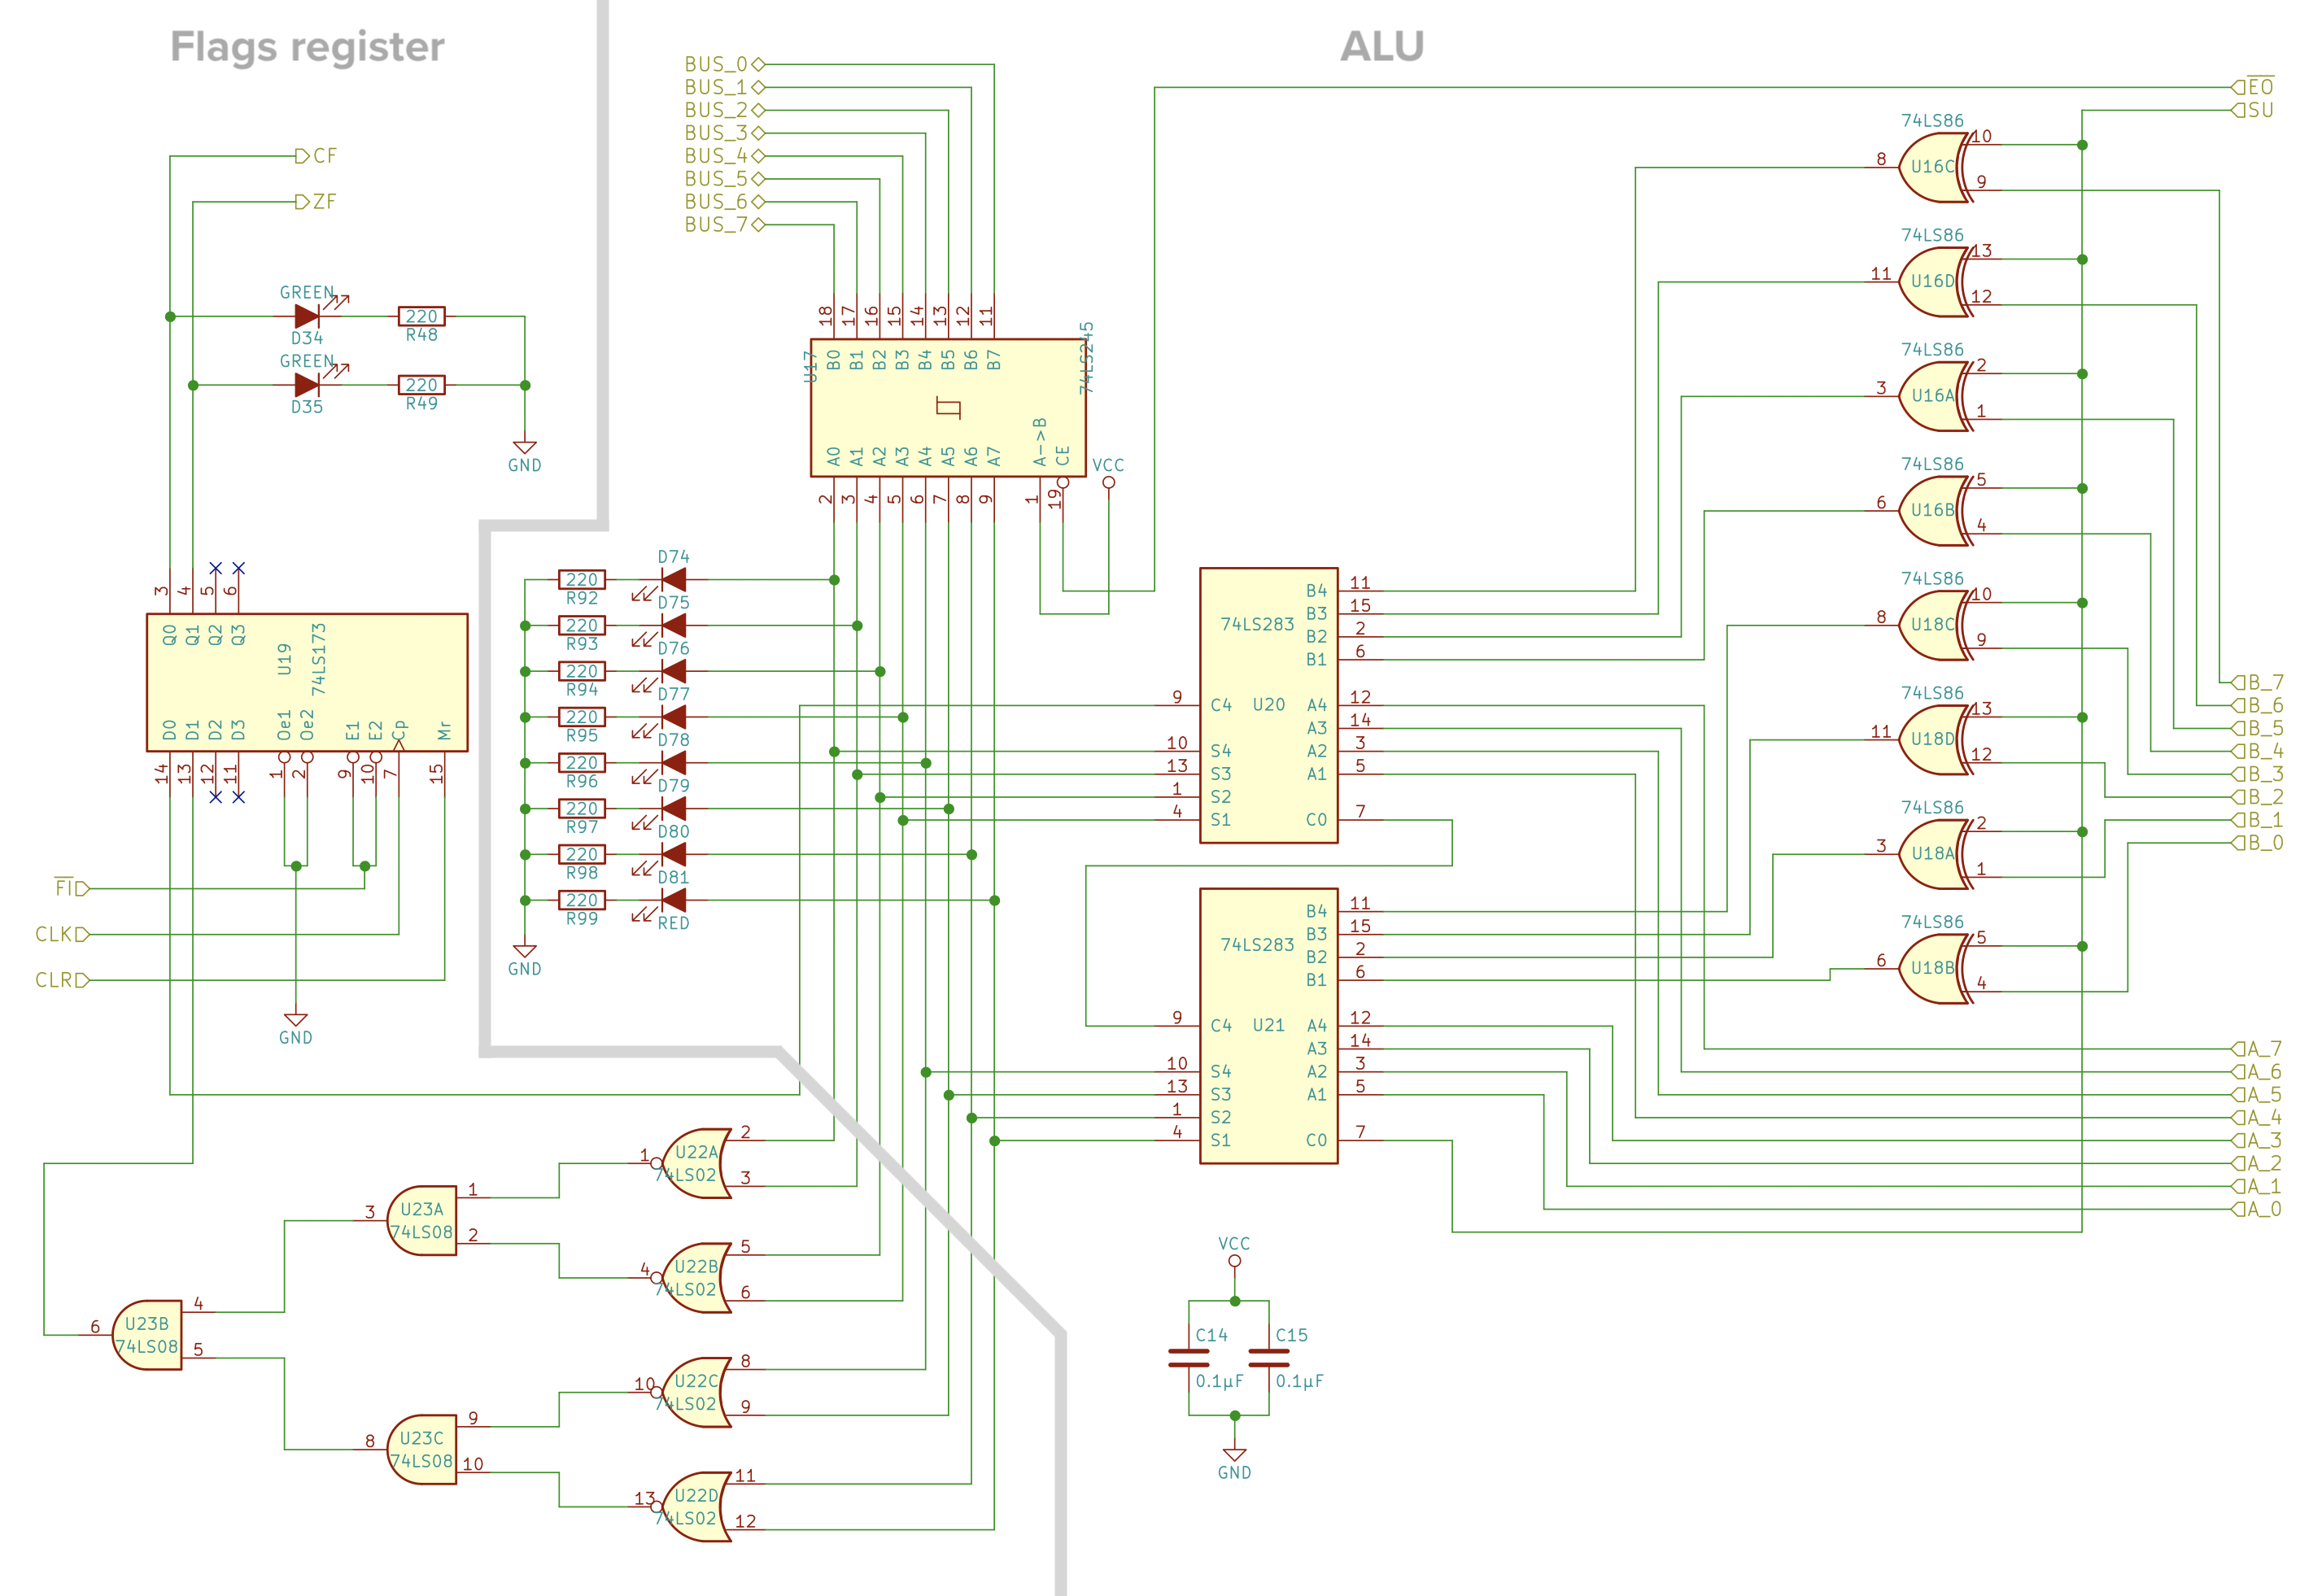 Flags register
ALU
BUS_0
BUS_1
BUS_2
BUS_3
BUS_4
BUS_5
BUS_6
BUS_7
EO
SU
CF
ZF
GREEN
D34
220
R48
GREEN
D35
220
R49
GND
18 17 16 15 14 13 12 11
B0 B1 B2 B3 B4 B5 B6 B7
U17
74LS245
A0 A1 A2 A3 A4 A5 A6 A7 A->B CE
2 3 4 5 6 7 8 9 1 19
VCC
3 4 5 6
Q0 Q1 Q2 Q3
U19
74LS173
D0 D1 D2 D3 Oe1 Oe2 E1 E2 Cp Mr
14 13 12 11 1 2 9 10 7 15
FI
CLK
CLR
GND
D74
220
R92
D75
220
R93
D76
220
R94
D77
220
R95
D78
220
R96
D79
220
R97
D80
220
R98
D81
220
R99
RED
GND
74LS283
U20
B4 11
B3 15
B2 2
B1 6
9 C4
A4 12
A3 14
A2 3
A1 5
10 S4
13 S3
1 S2
4 S1
C0 7
74LS283
U21
B4 11
B3 15
B2 2
B1 6
9 C4
A4 12
A3 14
A2 3
A1 5
10 S4
13 S3
1 S2
4 S1
C0 7
74LS86
8 U16C 10 9
74LS86
11 U16D 13 12
74LS86
3 U16A 2 1
74LS86
6 U16B 5 4
74LS86
8 U18C 10 9
74LS86
11 U18D 13 12
74LS86
3 U18A 2 1
74LS86
6 U18B 5 4
B_7
B_6
B_5
B_4
B_3
B_2
B_1
B_0
A_7
A_6
A_5
A_4
A_3
A_2
A_1
A_0
1 U22A 2 3
74LS02
4 U22B 5 6
74LS02
10 U22C 8 9
74LS02
13 U22D 11 12
74LS02
3 U23A 1 2
74LS08
6 U23B 4 5
74LS08
8 U23C 9 10
74LS08
VCC
C14
0.1µF
C15
0.1µF
GND